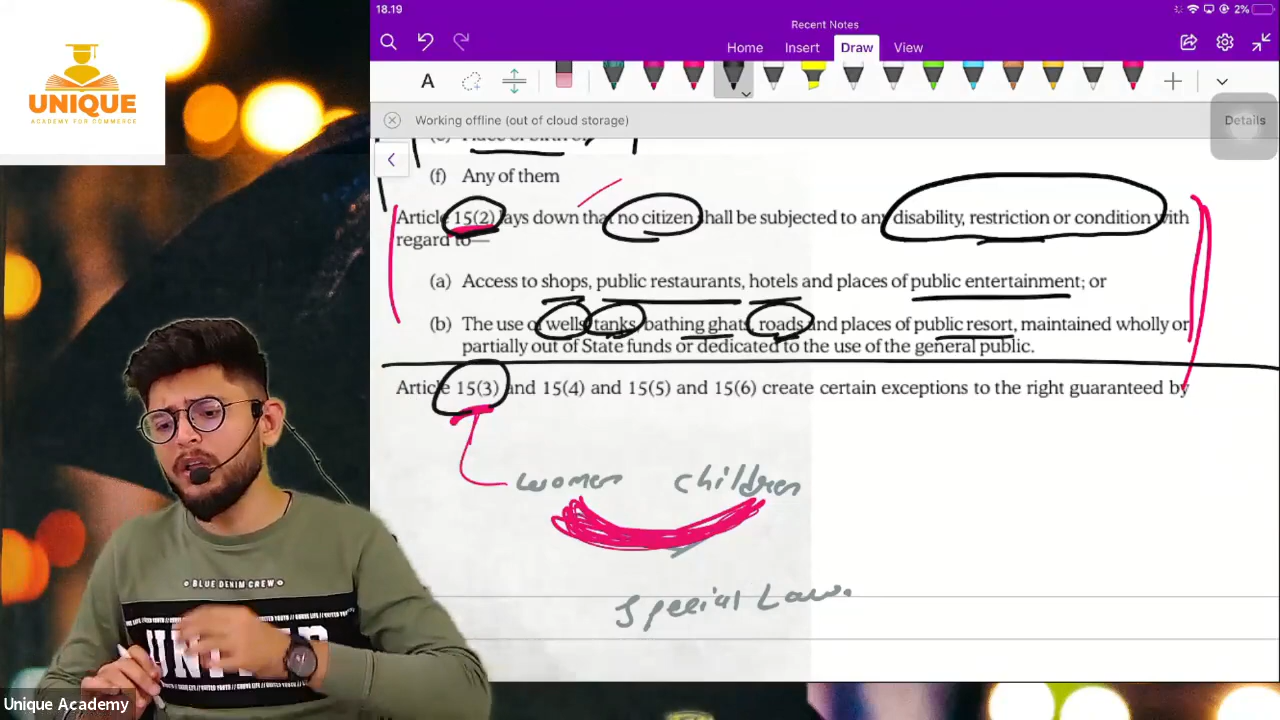 18.19
2%
Recent Notes
Home Insert Draw View
A
UNIQUE
ACADEMY FOR COMMERCE
Working offline (out of cloud storage)
Details
(f) Any of them
Article 15(2) lays down that no citizen shall be subjected to any disability, restriction or condition with
regard to—
(a) Access to shops, public restaurants, hotels and places of public entertainment; or
(b) The use of wells, tanks, bathing ghats, roads and places of public resort, maintained wholly or
partially out of State funds or dedicated to the use of the general public.
Article 15(3) and 15(4) and 15(5) and 15(6) create certain exceptions to the right guaranteed by
women children
Special Law.
BLUE DENIM CREW
Unique Academy